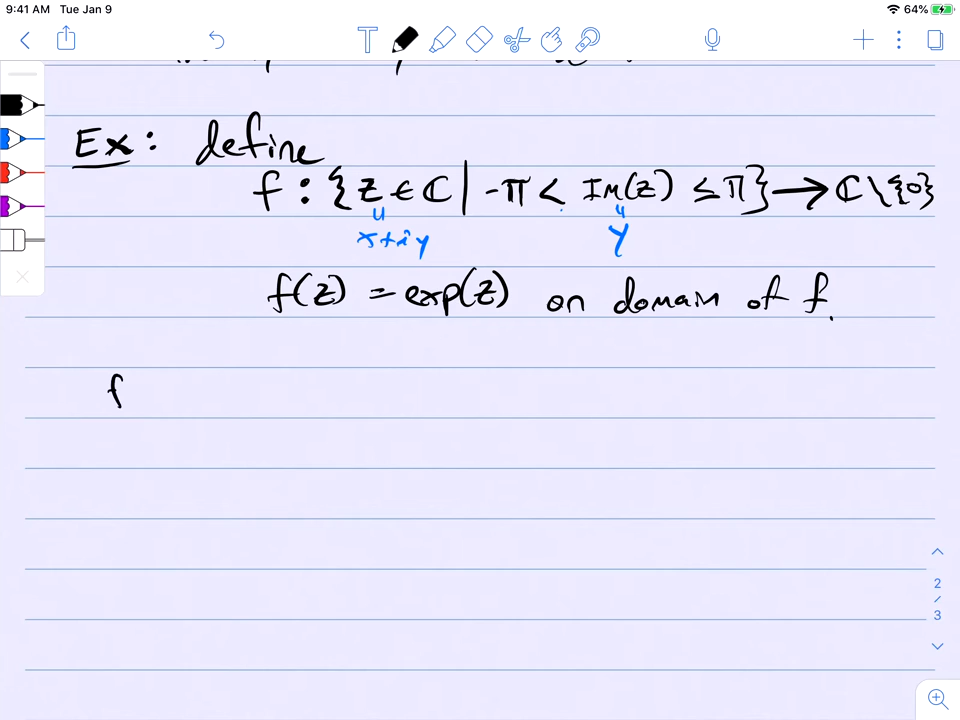 9:41 AM Tue Jan 9
64%
T
Ex: define
f : {z ∈ ℂ | -π < Im(z) ≤ π} → ℂ \ {0}
x+iy y
f(z) = exp(z) on domain of f.
f
2
/
3